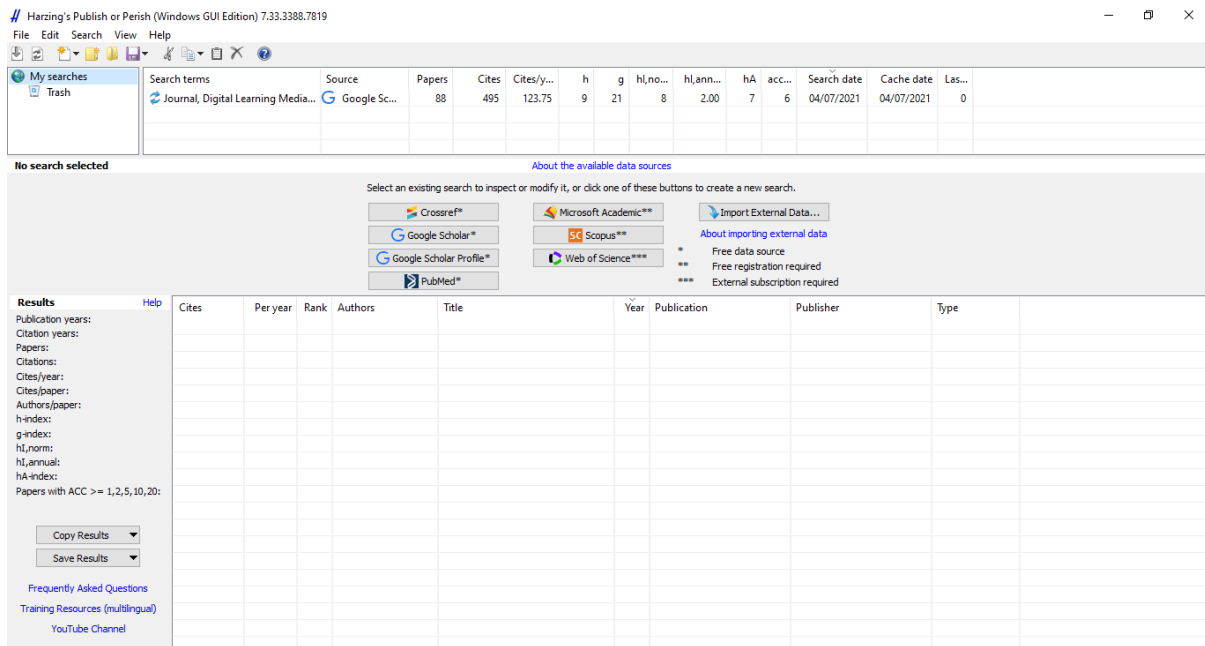 Harzing's Publish or Perish (Windows GUI Edition) 7.33.3388.7819
File Edit Search View Help
My searches
Trash
Search terms Source Papers Cites Cites/y... h g hI,no... hI,ann... hA acc... Search date Cache date Las...
Journal, Digital Learning Media... Google Sc... 88 495 123.75 9 21 8 2.00 7 6 04/07/2021 04/07/2021 0
No search selected About the available data sources
Select an existing search to inspect or modify it, or click one of these buttons to create a new search.
Crossref* Microsoft Academic** Import External Data...
Google Scholar* SC Scopus** About importing external data
Google Scholar Profile* Web of Science*** * Free data source
** Free registration required
PubMed* *** External subscription required
Results Help
Cites Per year Rank Authors Title Year Publication Publisher Type
Publication years:
Citation years:
Papers:
Citations:
Cites/year:
Cites/paper:
Authors/paper:
h-index:
g-index:
hI,norm:
hI,annual:
hA-index:
Papers with ACC >= 1,2,5,10,20:
Copy Results
Save Results
Frequently Asked Questions
Training Resources (multilingual)
YouTube Channel